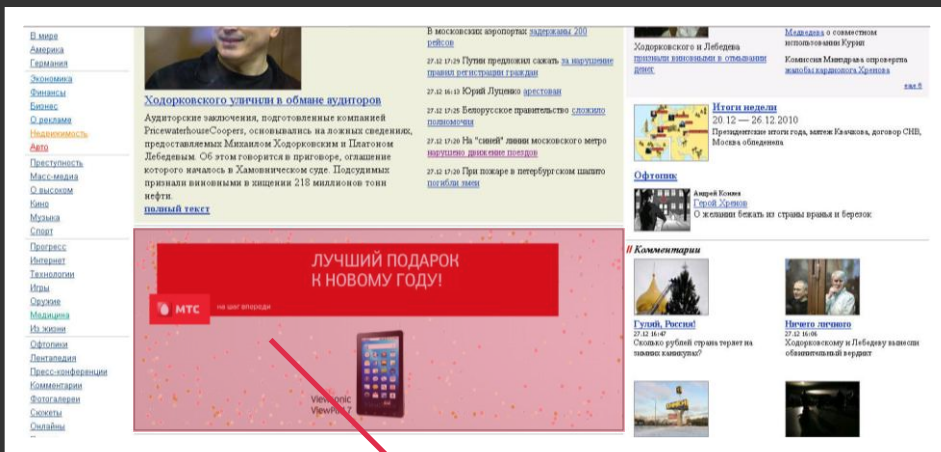 В мире
Америка
Германия
Экономика
Финансы
Бизнес
О рекламе
Недвижимость
Авто
Преступность
Масс-медиа
О высоком
Кино
Музыка
Спорт
Прогресс
Интернет
Технологии
Игры
Оружие
Медицина
Из жизни
Офтопики
Лентапедия
Пресс-конференции
Комментарии
Фотогалереи
Сюжеты
Онлайны
Ходорковского уличили в обмане аудиторов
Аудиторские заключения, подготовленные компанией
PricewaterhouseCoopers, основывались на ложных сведениях,
предоставляемых Михаилом Ходорковским и Платоном
Лебедевым. Об этом говорится в приговоре, оглашение
которого началось в Хамовническом суде. Подсудимых
признали виновными в хищении 218 миллионов тонн
нефти.
полный текст
В московских аэропортах задержаны 200
рейсов
27.12 17:29 Путин предложил сажать за нарушение
правил регистрации граждан
27.12 16:13 Юрий Луценко арестован
27.12 17:25 Белорусское правительство сложило
полномочия
27.12 17:20 На "синей" линии московского метро
нарушено движение поездов
27.12 17:20 При пожаре в петербургском шапито
погибли змеи
ЛУЧШИЙ ПОДАРОК
К НОВОМУ ГОДУ!
МТС
на шаг впереди
ViewSonic
ViewPad 7
Ходорковского и Лебедева
признали виновными в отмывании
денег
Медведева о совместном
использовании Курил
Комиссия Минздрава опровергла
жалобы кардиолога Хренова
еще 6
Итоги недели
20.12 — 26.12.2010
Президентские итоги года, мятеж Квачкова, договор СНВ,
Москва обледенела
Офтопик
Андрей Коняев
Герой Хренов
О желании бежать из страны вранья и березок
// Комментарии
Гуляй, Россия!
27.12 16:47
Сколько рублей страна теряет на
зимних каникулах?
Ничего личного
27.12 16:06
Ходорковскому и Лебедеву вынесли
обвинительный вердикт